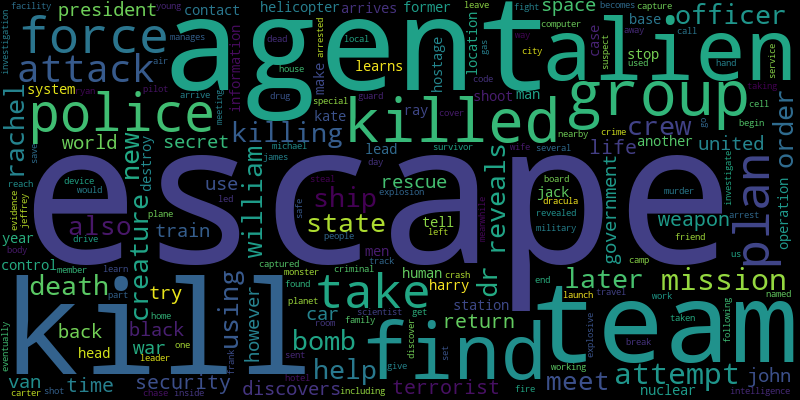 facility young helicopter arrives former leave fight becomes capture
president contact computer space officer
force agent alien
attack learns base case stop call away
manages air arrive dead local house make information hostage location gas city suspect used hand service
system drug special guard shoot man way code taking
police killed group
rachel pilot meeting arrested ryan cover ray nearby cell go begin
killing kate crew order
world secret michael james lead survivor crime life another united
investigation save destroy new william day wife several
escape plan
reach device would use rescue dr reveals jack board murder investigate
evidence jeffrey plane led safe steal explosion ship tell dracula government weapon arrest
also state left meanwhile revealed military friend operation
year train people men us
body drive creature using captured track human crash end camp
control member learn monster criminal harry later mission
kill death try found planet scientist take station launch travel work named
part home however family get car room
back black bomb return find team explosive taken following
war one frank sent discover set break
eventually head leader help give working
van time security hotel discovers terrorist meet attempt john
carter shot chase inside including fire nuclear intelligence